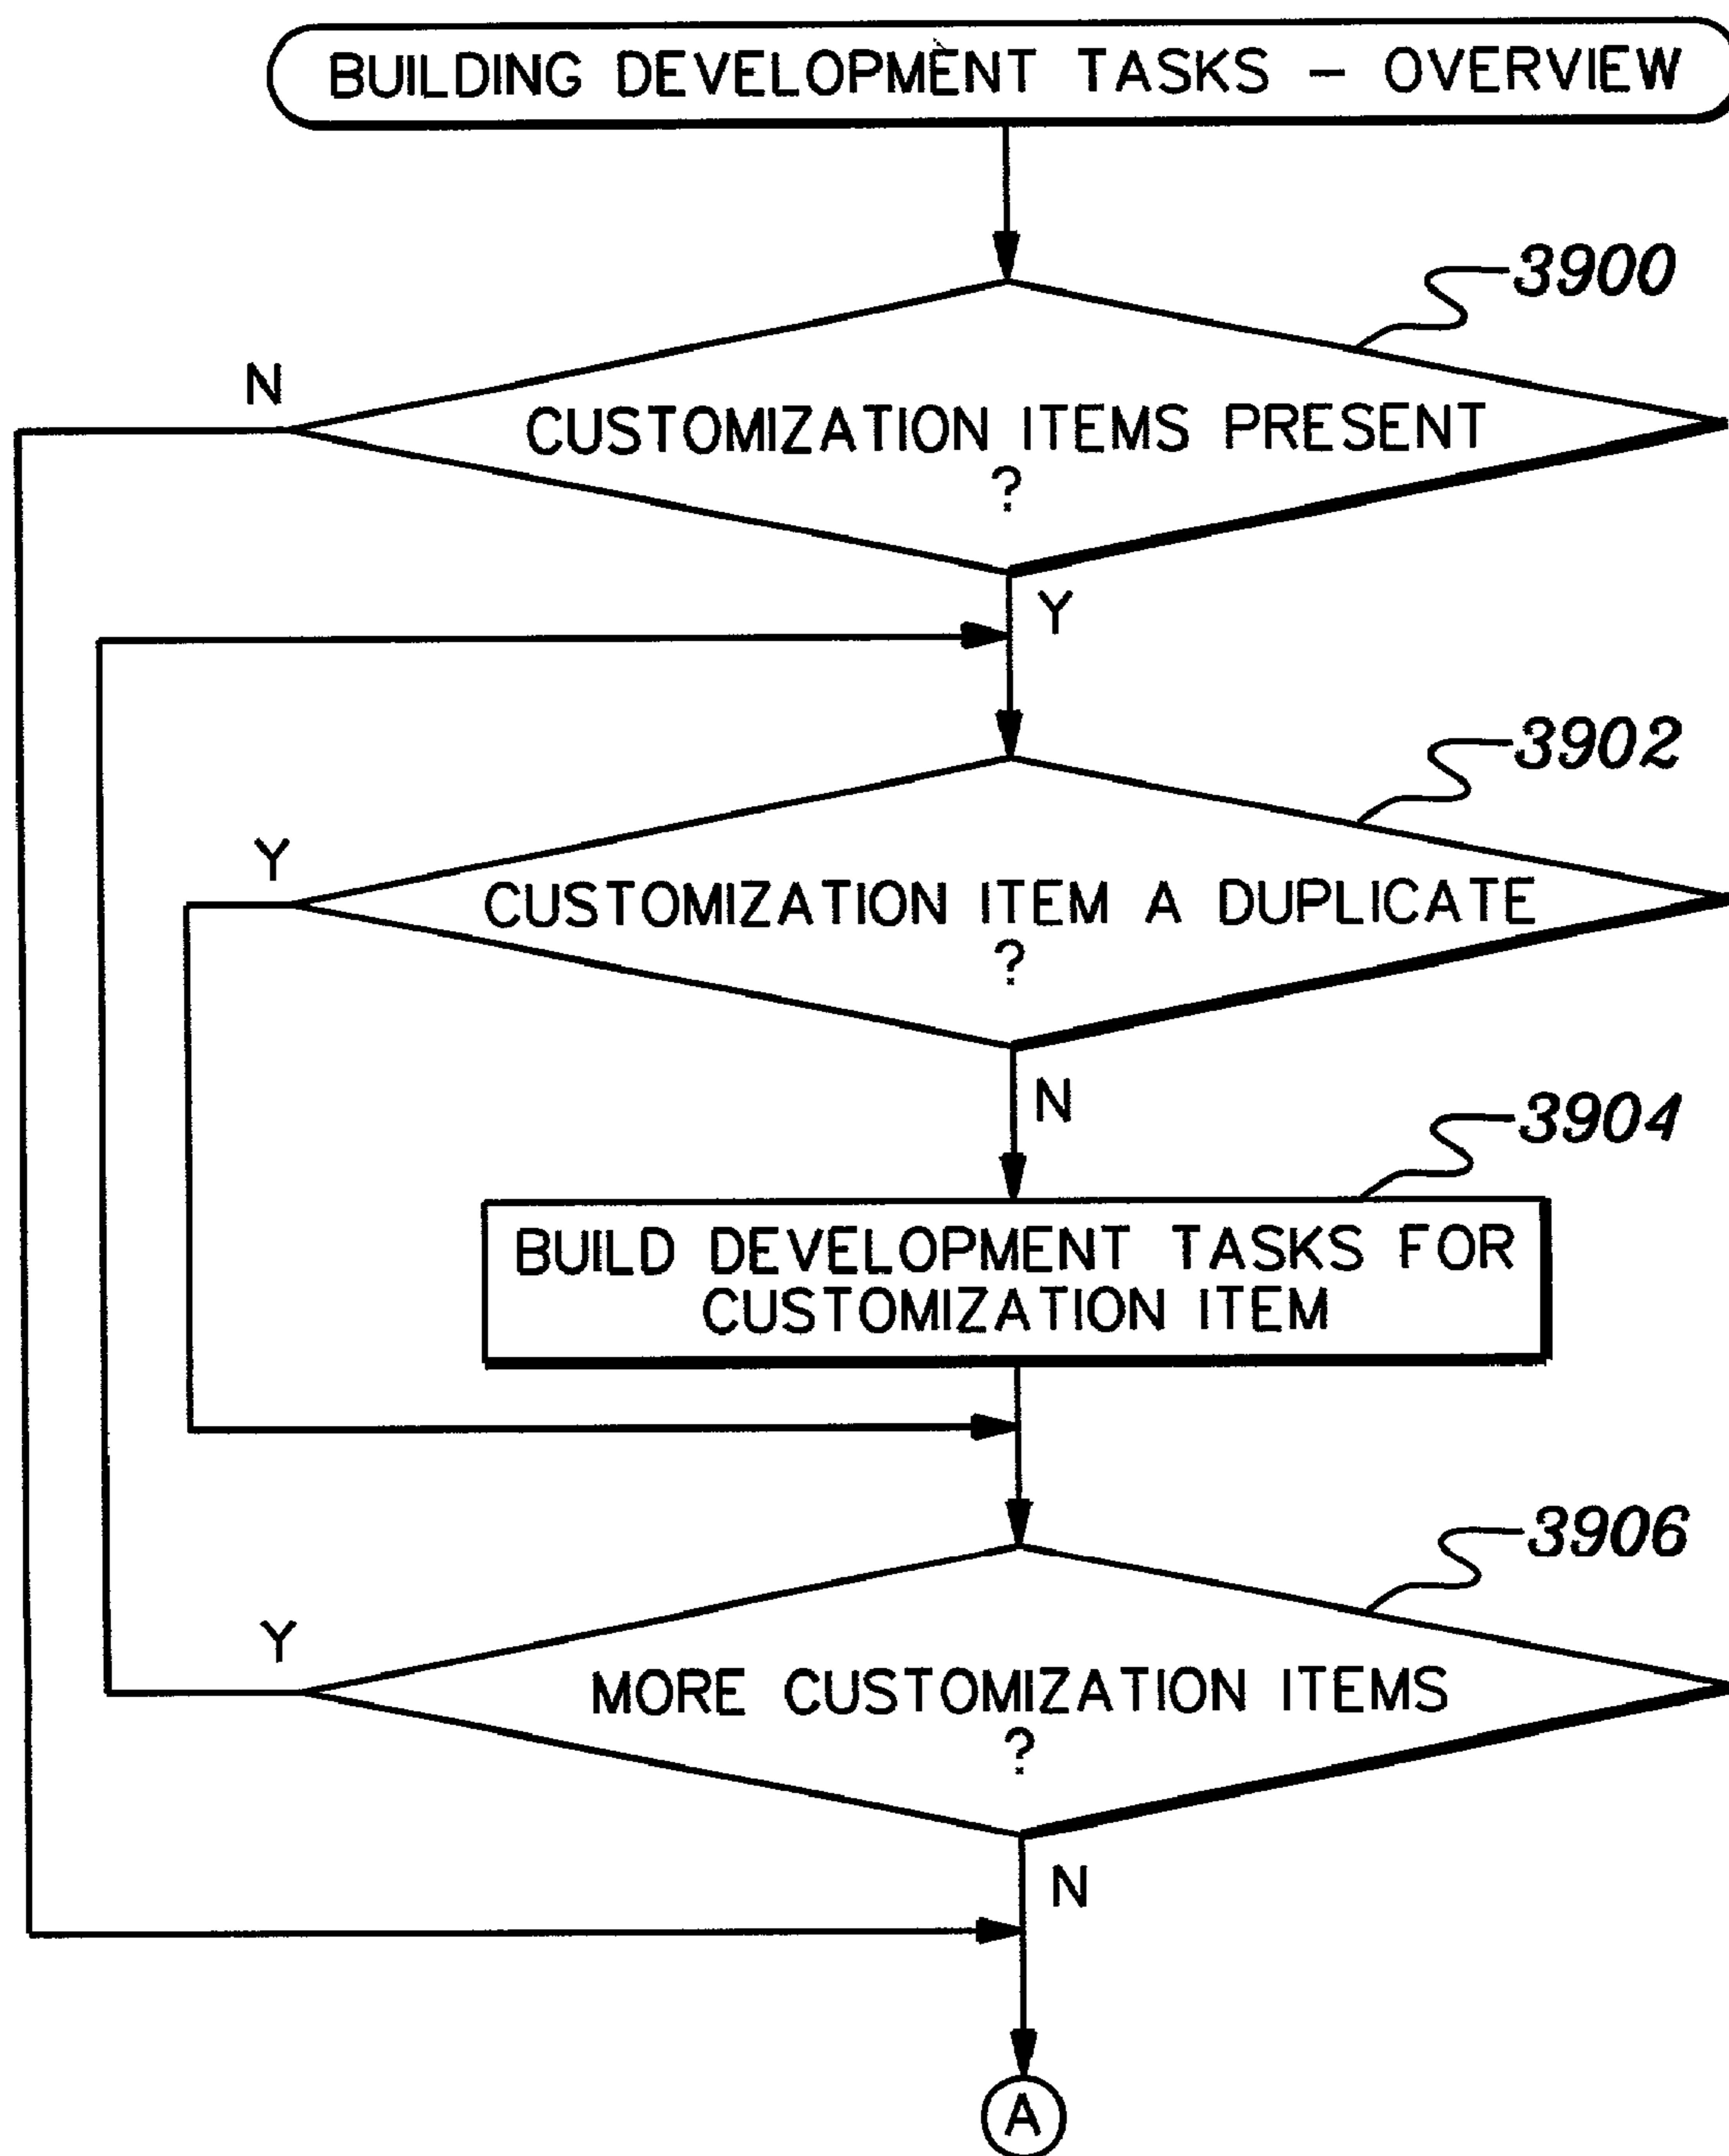 BUILDING DEVELOPMENT TASKS – OVERVIEW
3900
N
CUSTOMIZATION ITEMS PRESENT
?
Y
3902
Y
CUSTOMIZATION ITEM A DUPLICATE
?
N
3904
BUILD DEVELOPMENT TASKS FOR
CUSTOMIZATION ITEM
3906
Y
MORE CUSTOMIZATION ITEMS
?
N
A